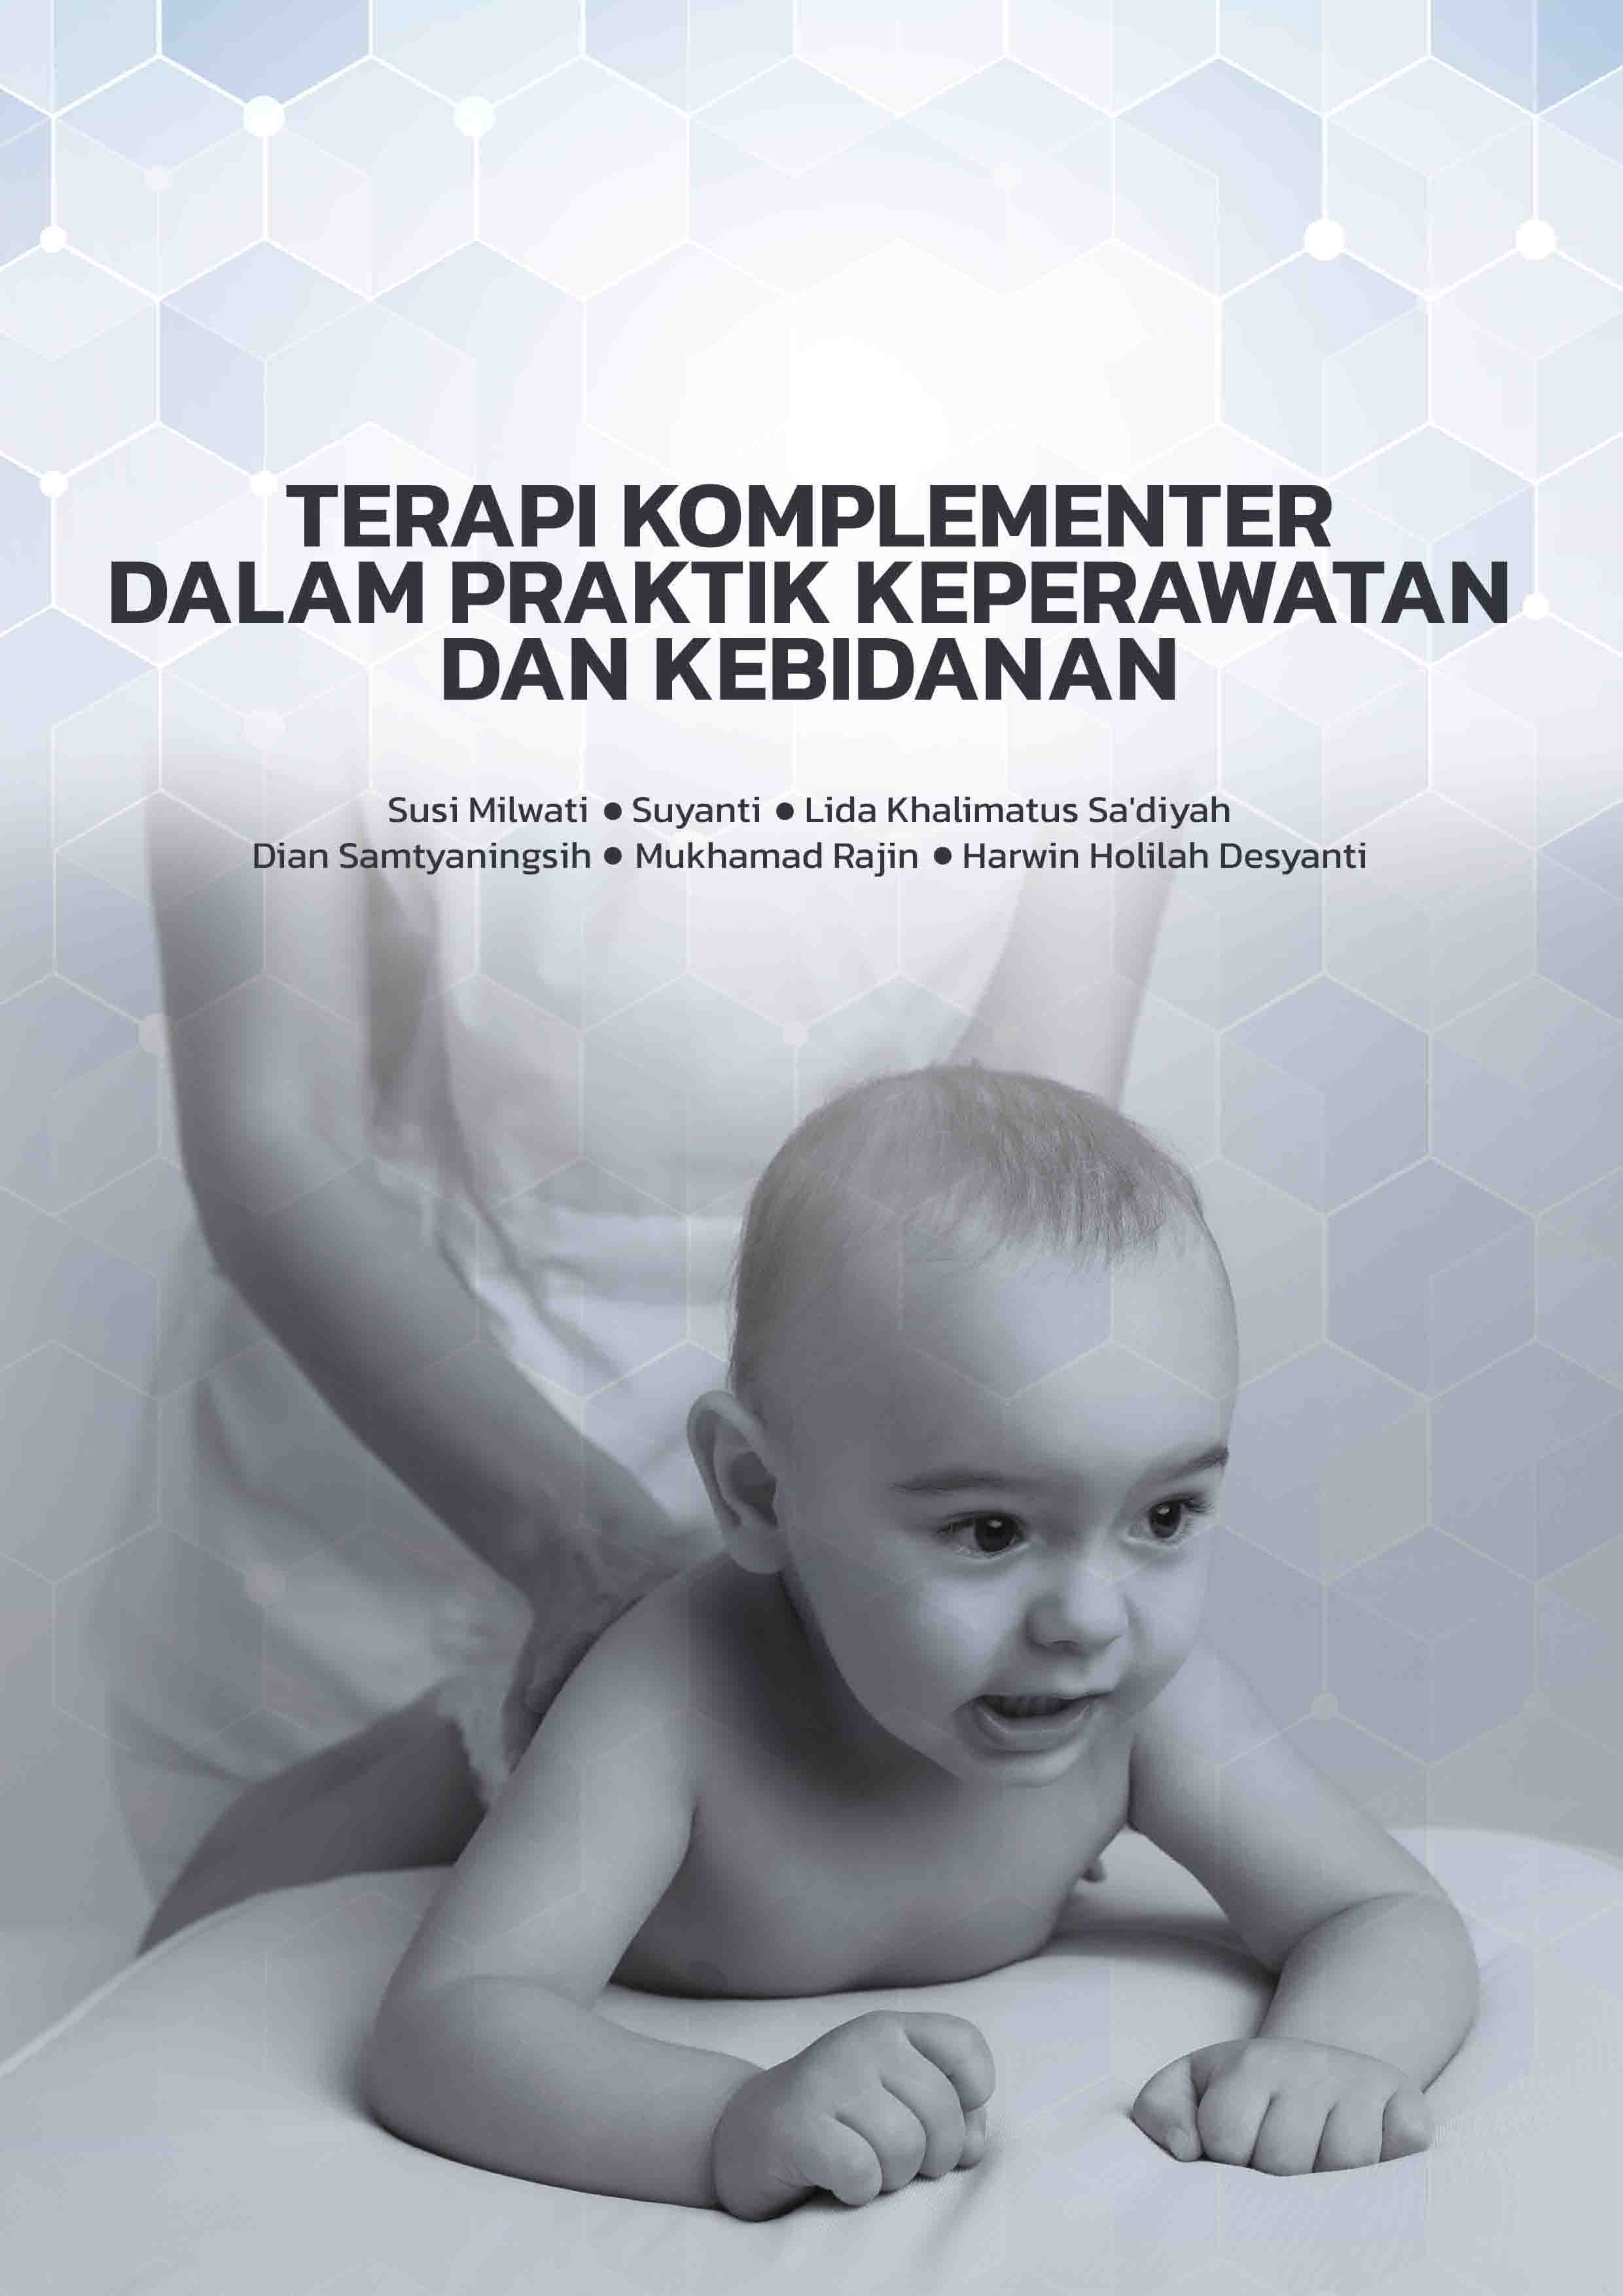 TERAPI KOMPLEMENTER
DALAM PRAKTIK KEPERAWATAN
DAN KEBIDANAN
Susi Milwati ● Suyanti ● Lida Khalimatus Sa'diyah
Dian Samtyaningsih ● Mukhamad Rajin ● Harwin Holilah Desyanti